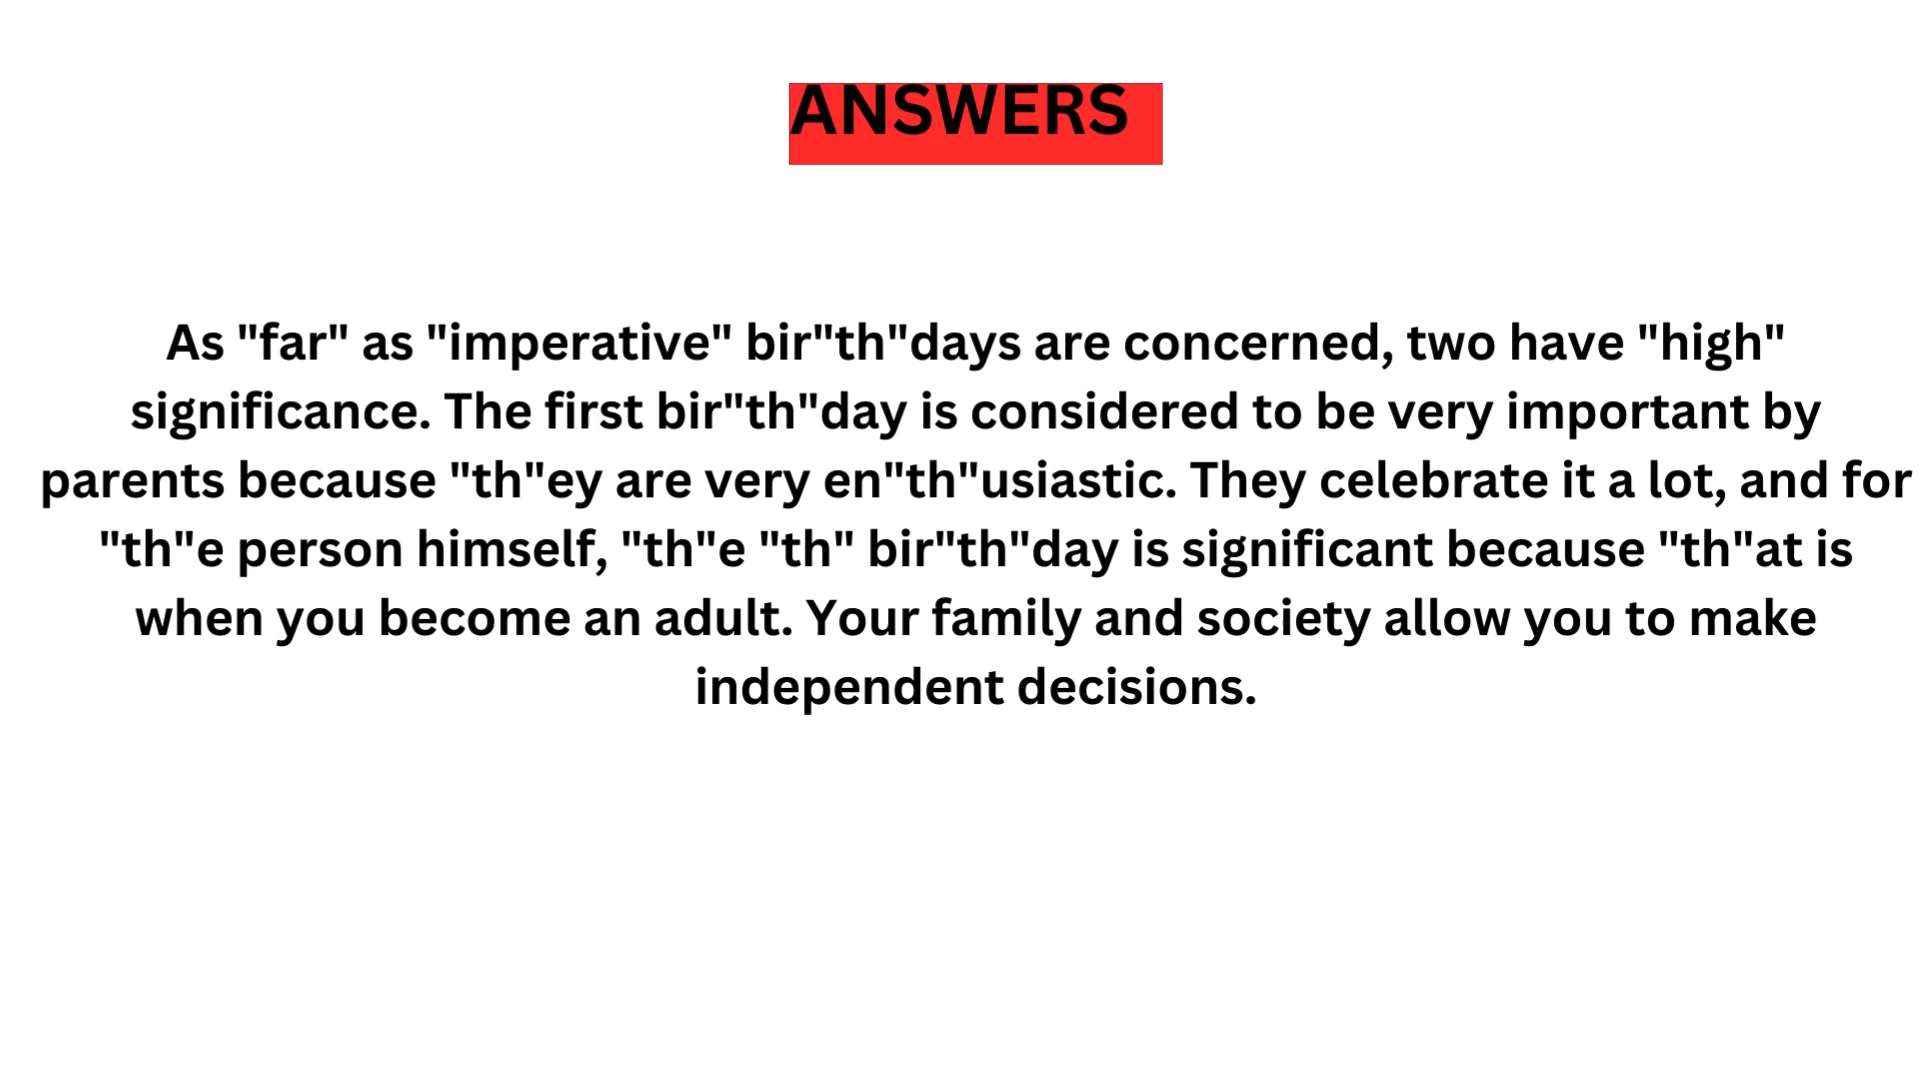 ANSWERS
As "far" as "imperative" bir"th"days are concerned, two have "high"
significance. The first bir"th"day is considered to be very important by
parents because "th"ey are very en"th"usiastic. They celebrate it a lot, and for
"th"e person himself, "th"e "th" bir"th"day is significant because "th"at is
when you become an adult. Your family and society allow you to make
independent decisions.